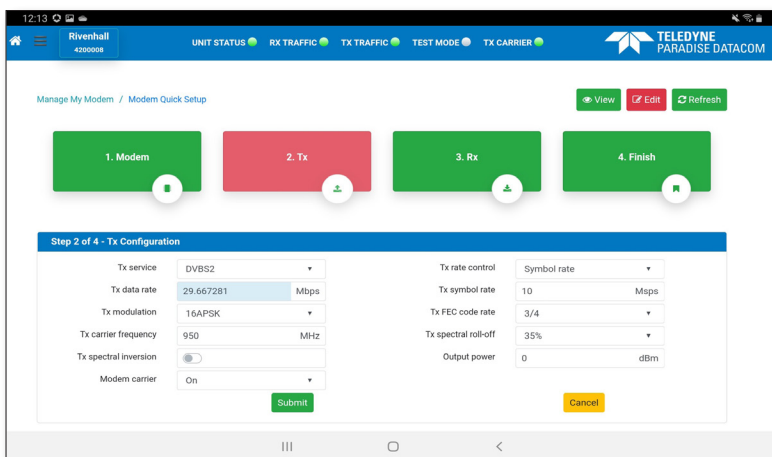 12:13
Rivenhall
4200008
UNIT STATUS RX TRAFFIC TX TRAFFIC TEST MODE TX CARRIER
TELEDYNE
PARADISE DATACOM
Manage My Modem / Modem Quick Setup
View Edit Refresh
1. Modem 2. Tx 3. Rx 4. Finish
Step 2 of 4 - Tx Configuration
Tx service DVBS2 Tx rate control Symbol rate
Tx data rate 29.667281 Mbps Tx symbol rate 10 Msps
Tx modulation 16APSK Tx FEC code rate 3/4
Tx carrier frequency 950 MHz Tx spectral roll-off 35%
Tx spectral inversion Output power 0 dBm
Modem carrier On
Submit Cancel